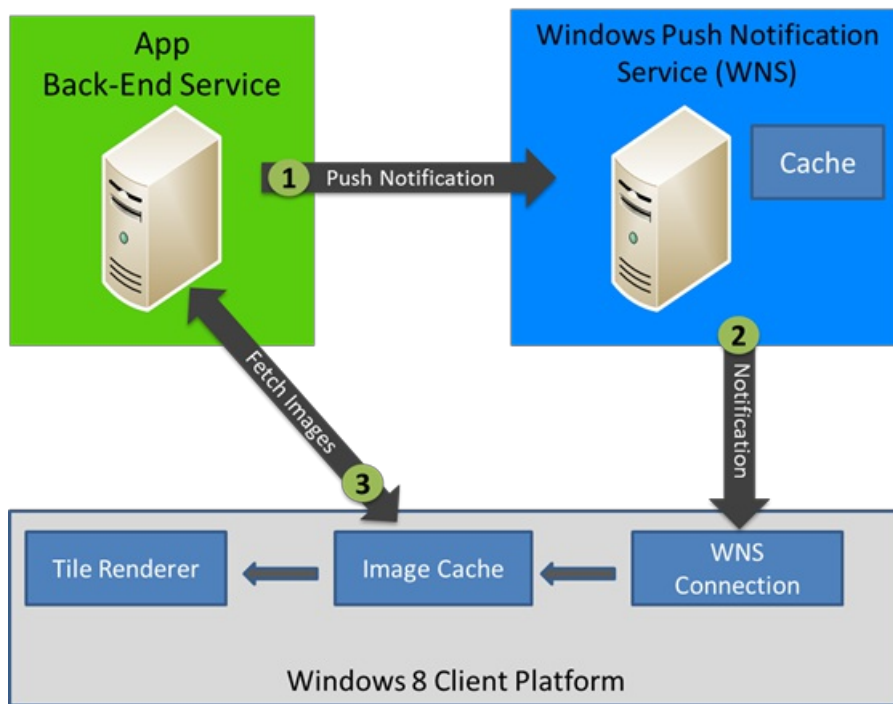 App
Back-End Service
Windows Push Notification
Service (WNS)
Cache
1 Push Notification
2
Notification
Fetch Images
3
Tile Renderer
Image Cache
WNS
Connection
Windows 8 Client Platform